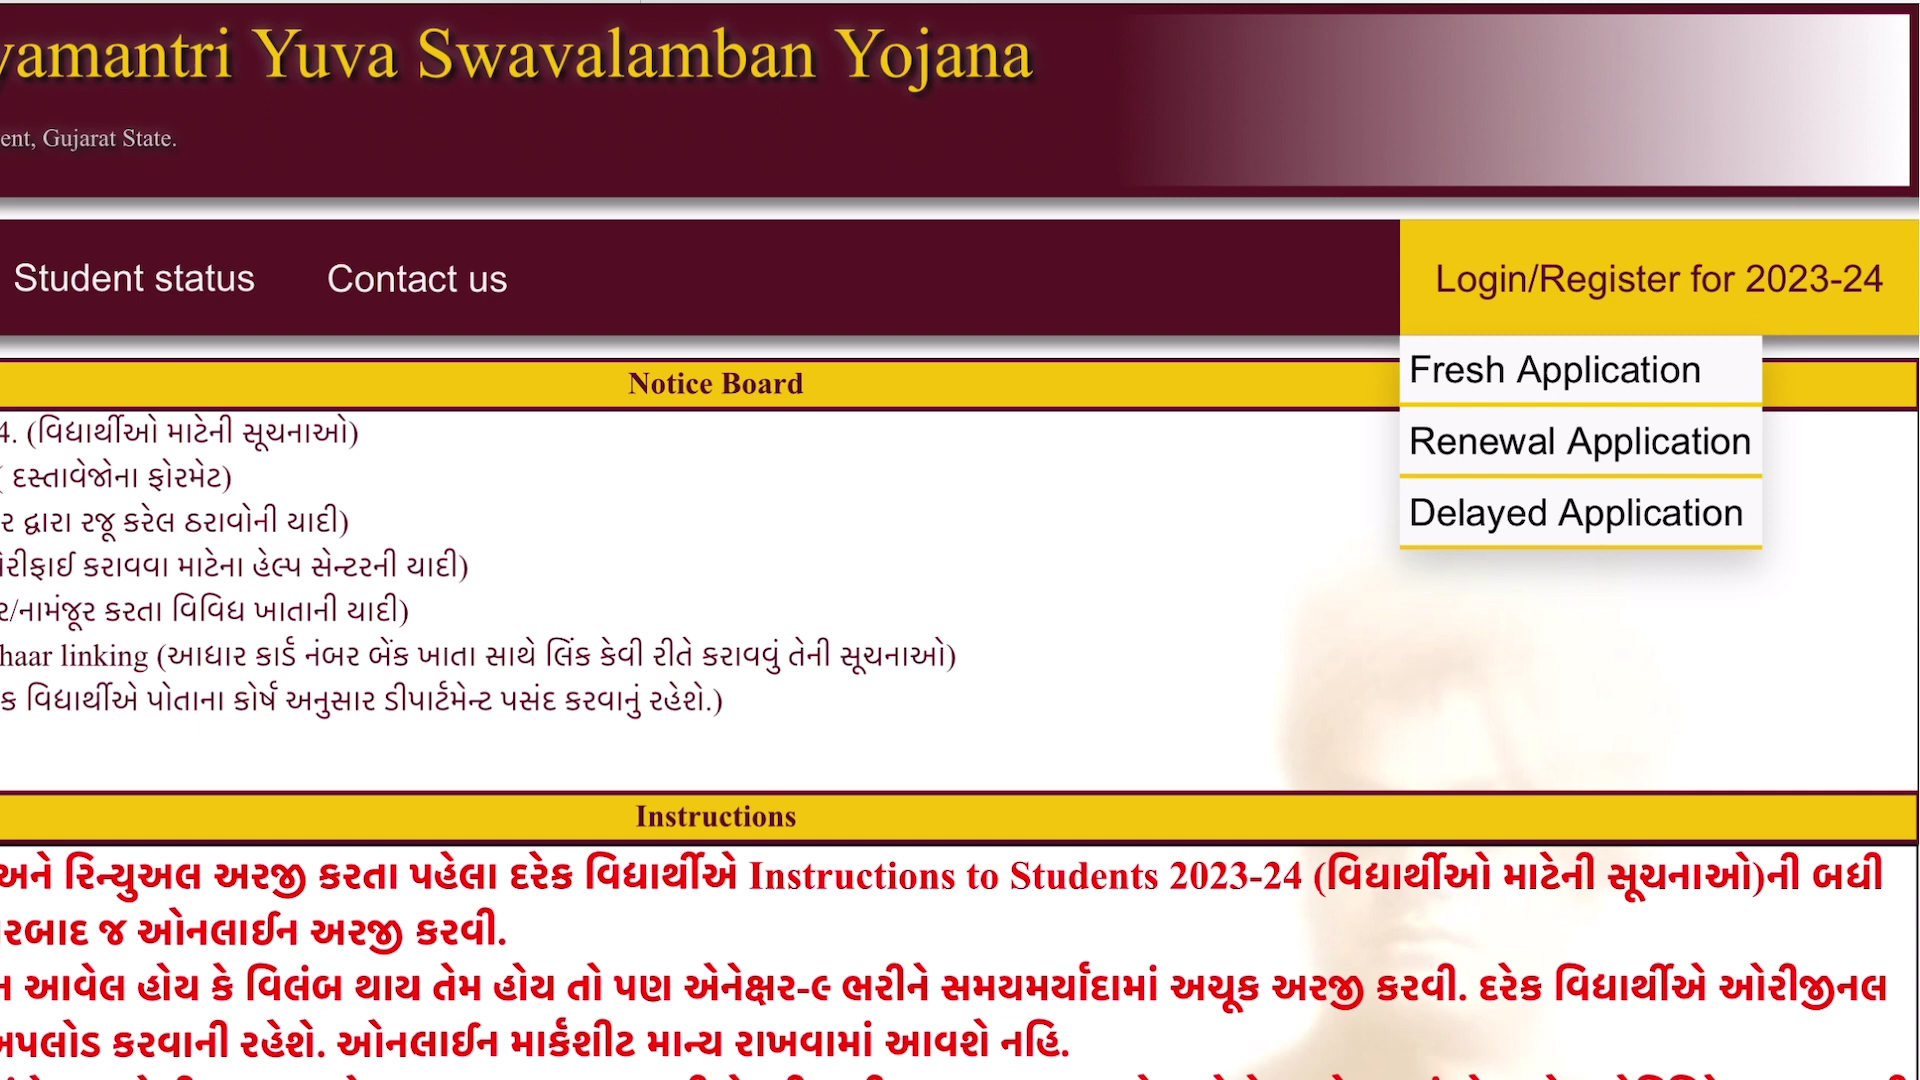 yamantri Yuva Swavalamban Yojana
ent, Gujarat State.
Student status
Contact us
Login/Register for 2023-24
Fresh Application
Renewal Application
Delayed Application
Notice Board
4. (વિદ્યાર્થીઓ માટેની સૂચનાઓ)
( દસ્તાવેજોના ફોરમેટ)
ર દ્વારા રજૂ કરેલ ઠરાવોની યાદી)
રીફાઈ કરાવવા માટેના હેલ્પ સેન્ટરની યાદી)
ર/નામંજૂર કરતા વિવિધ ખાતાની યાદી)
haar linking (આધાર કાર્ડ નંબર બેંક ખાતા સાથે લિંક કેવી રીતે કરાવવું તેની સૂચનાઓ)
ક વિદ્યાર્થીએ પોતાના કોર્ષ અનુસાર ડીપાર્ટમેન્ટ પસંદ કરવાનું રહેશે.)
Instructions
અને રિન્યુઅલ અરજી કરતા પહેલા દરેક વિદ્યાર્થીએ Instructions to Students 2023-24 (વિદ્યાર્થીઓ માટેની સૂચનાઓ)ની બધી
રબાદ જ ઓનલાઈન અરજી કરવી.
ન આવેલ હોય કે વિલંબ થાય તેમ હોય તો પણ એનેક્ષર-૯ ભરીને સમયમર્યાદામાં અચૂક અરજી કરવી. દરેક વિદ્યાર્થીએ ઓરીજીનલ
અપલોડ કરવાની રહેશે. ઓનલાઈન માર્કશીટ માન્ય રાખવામાં આવશે નહિ.